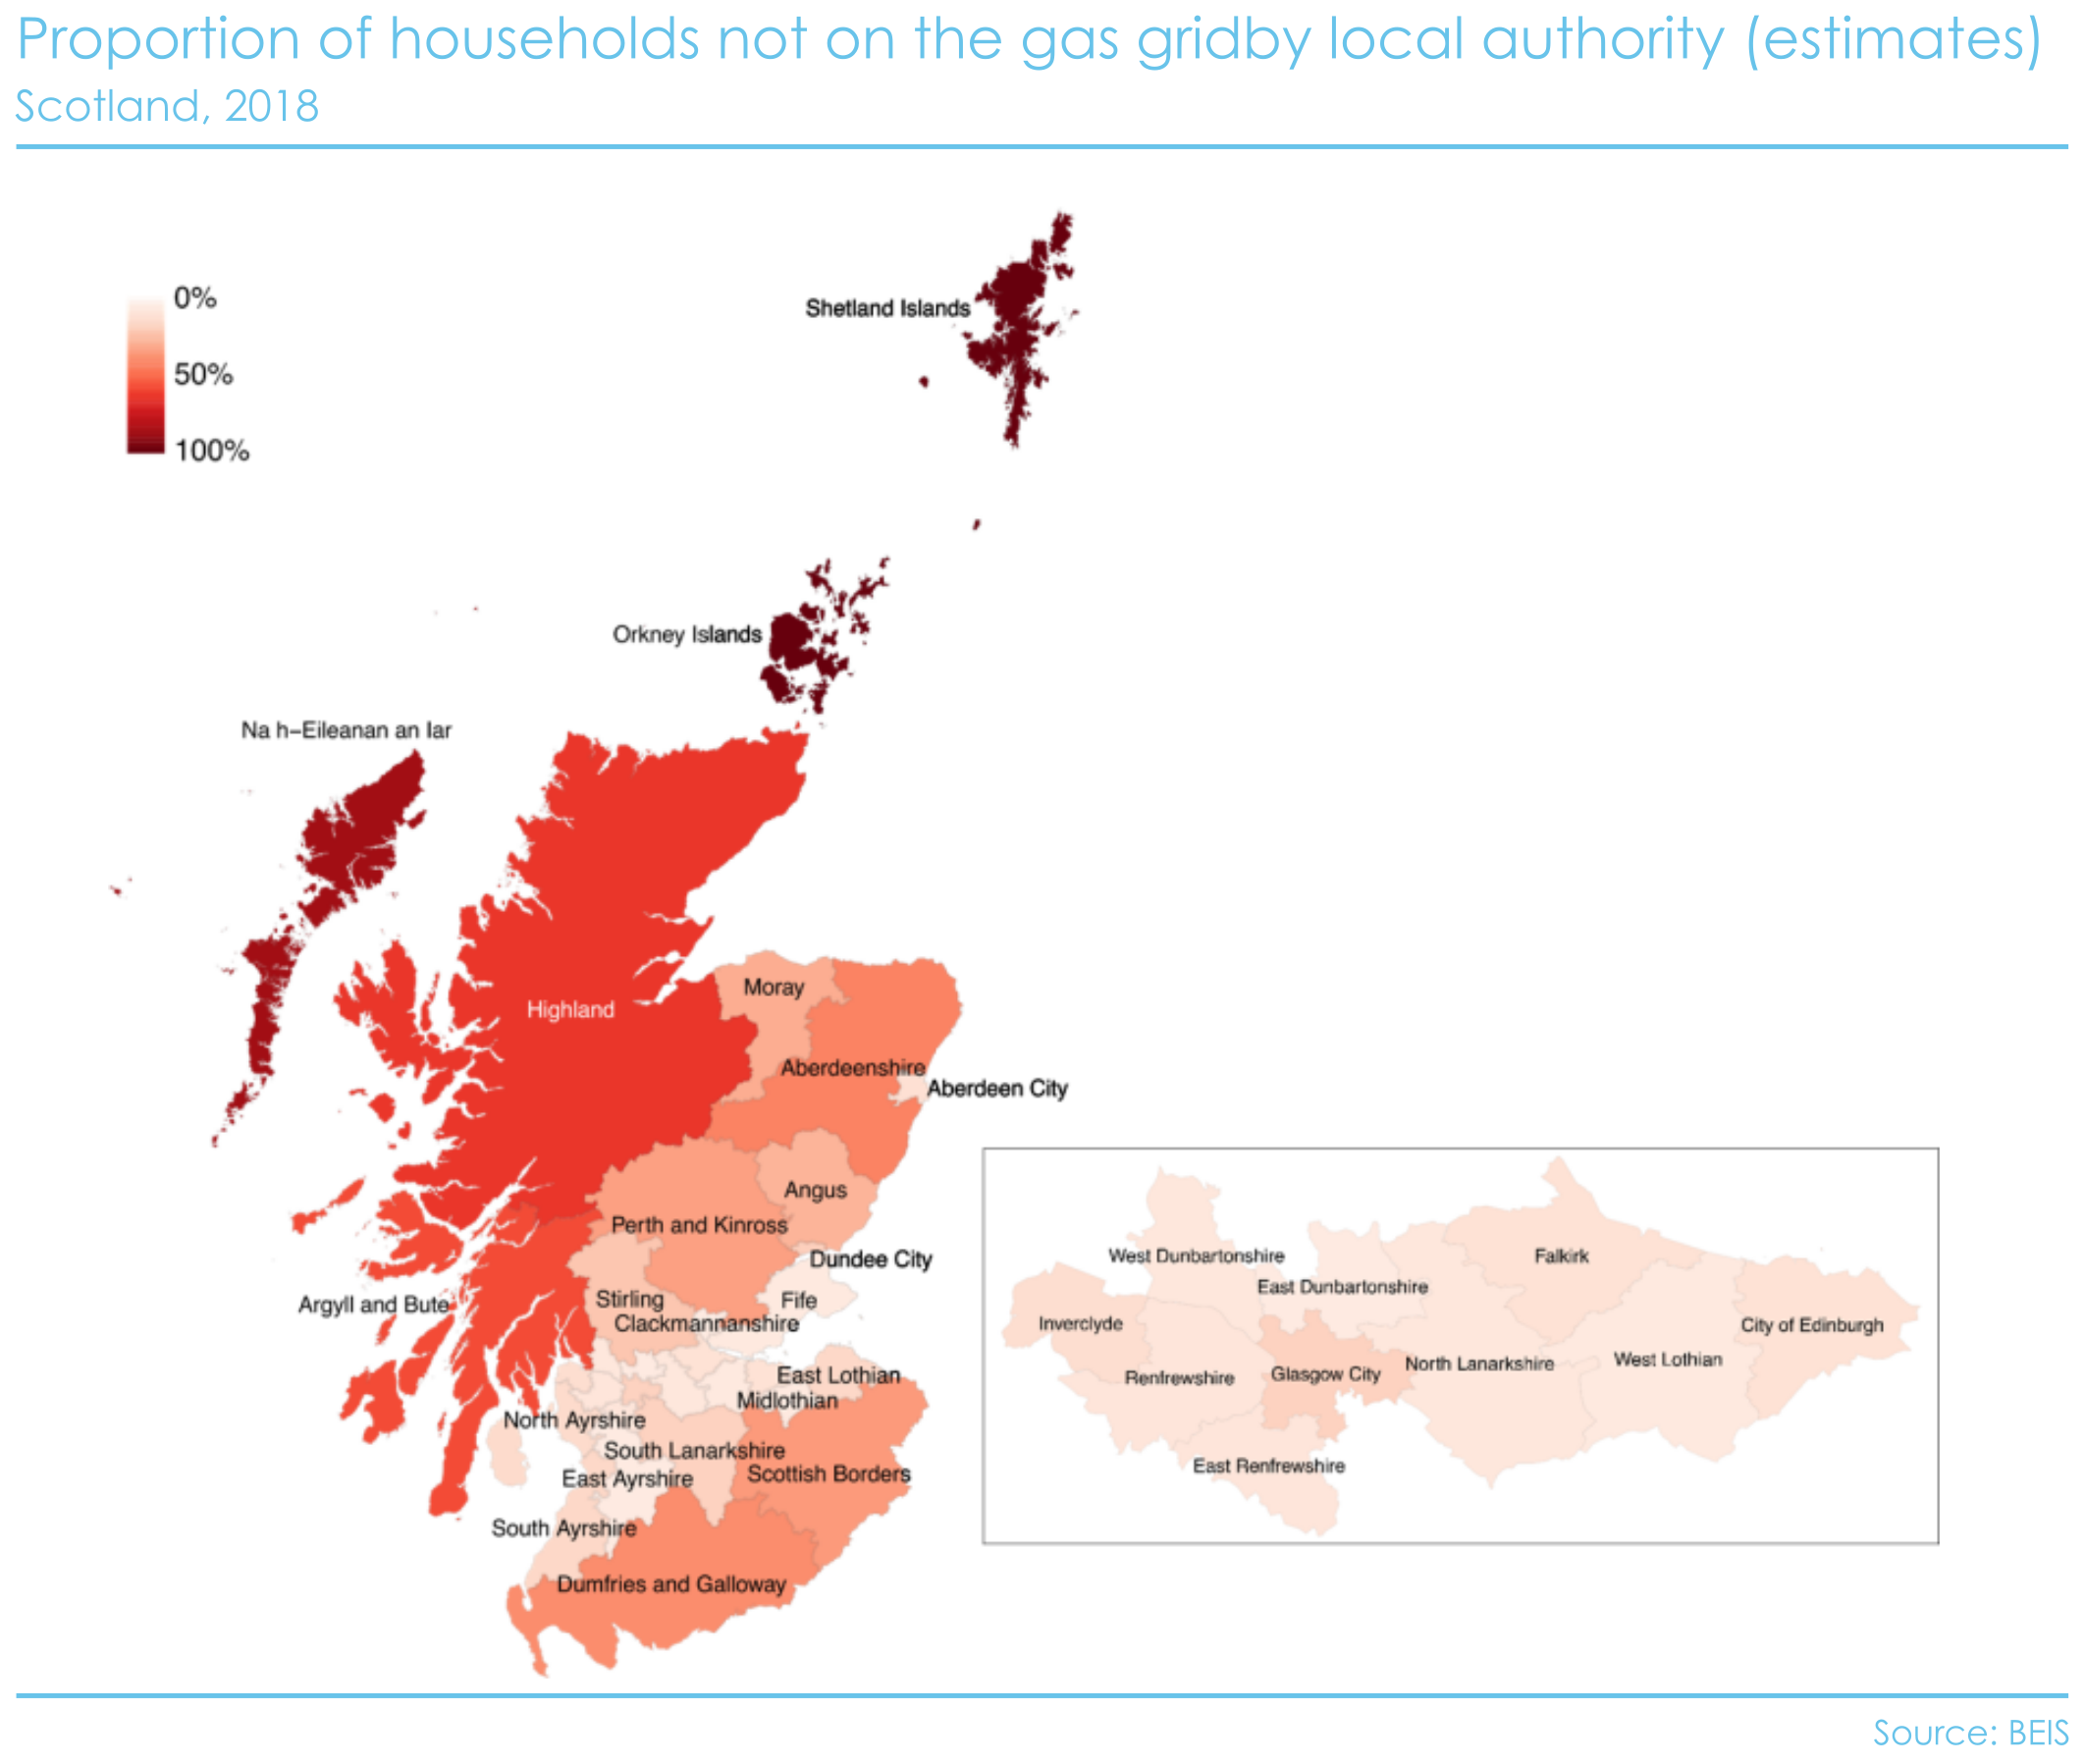 Proportion of households not on the gas gridby local authority (estimates)
Scotland, 2018
0%
50%
100%
Shetland Islands
Orkney Islands
Na h-Eileanan an Iar
Highland
Moray
Aberdeenshire
Aberdeen City
Angus
Perth and Kinross
Dundee City
Stirling
Fife
Argyll and Bute
Clackmannanshire
East Lothian
Midlothian
North Ayrshire
South Lanarkshire
East Ayrshire
Scottish Borders
South Ayrshire
Dumfries and Galloway
West Dunbartonshire
Falkirk
East Dunbartonshire
Inverclyde
City of Edinburgh
Renfrewshire
Glasgow City
North Lanarkshire
West Lothian
East Renfrewshire
Source: BEIS